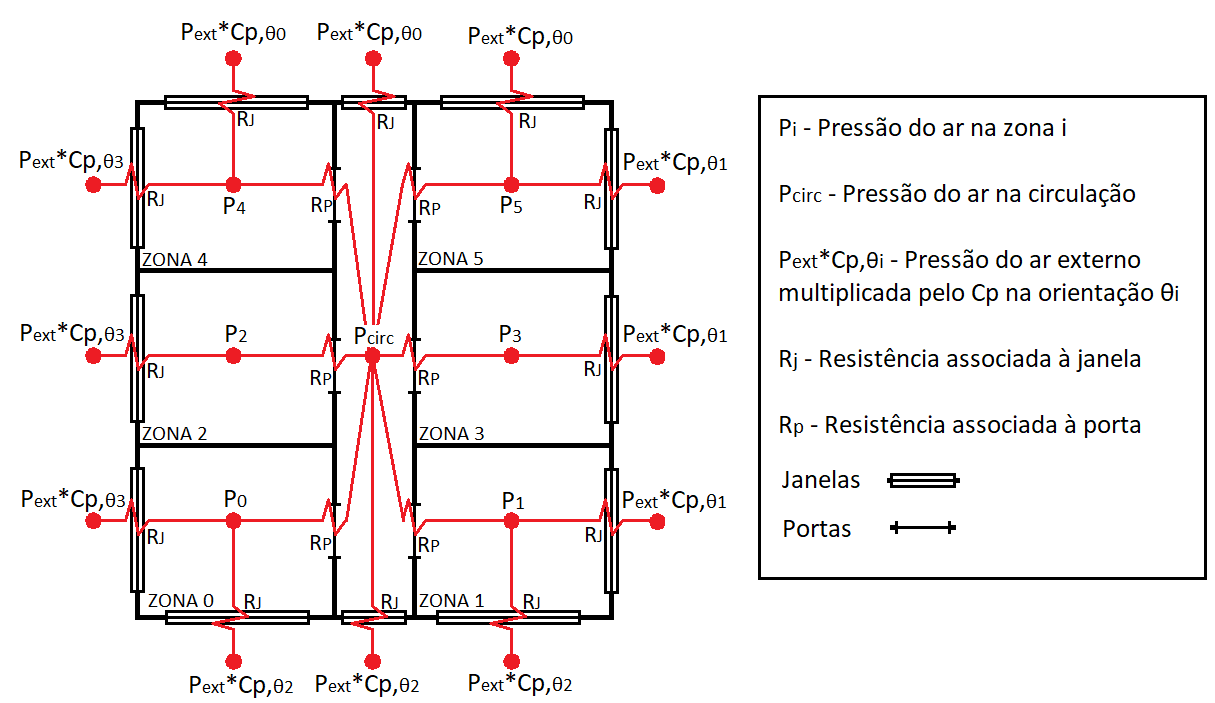 Pext*Cp,θ0 Pext*Cp,θ0 Pext*Cp,θ0
RJ RJ RJ
Pext*Cp,θ3 Pext*Cp,θ1
RJ P4 RP RP P5 RJ
ZONA 4 ZONA 5
Pext*Cp,θ3 P2 Pcirc P3 Pext*Cp,θ1
RJ RP RP RJ
ZONA 2 ZONA 3
Pext*Cp,θ3 P0 P1 Pext*Cp,θ1
RJ RP RP RJ
ZONA 0 RJ RJ ZONA 1 RJ
Pext*Cp,θ2 Pext*Cp,θ2 Pext*Cp,θ2
Pi - Pressão do ar na zona i
Pcirc - Pressão do ar na circulação
Pext*Cp,θi - Pressão do ar externo
multiplicada pelo Cp na orientação θi
Rj - Resistência associada à janela
Rp - Resistência associada à porta
Janelas
Portas